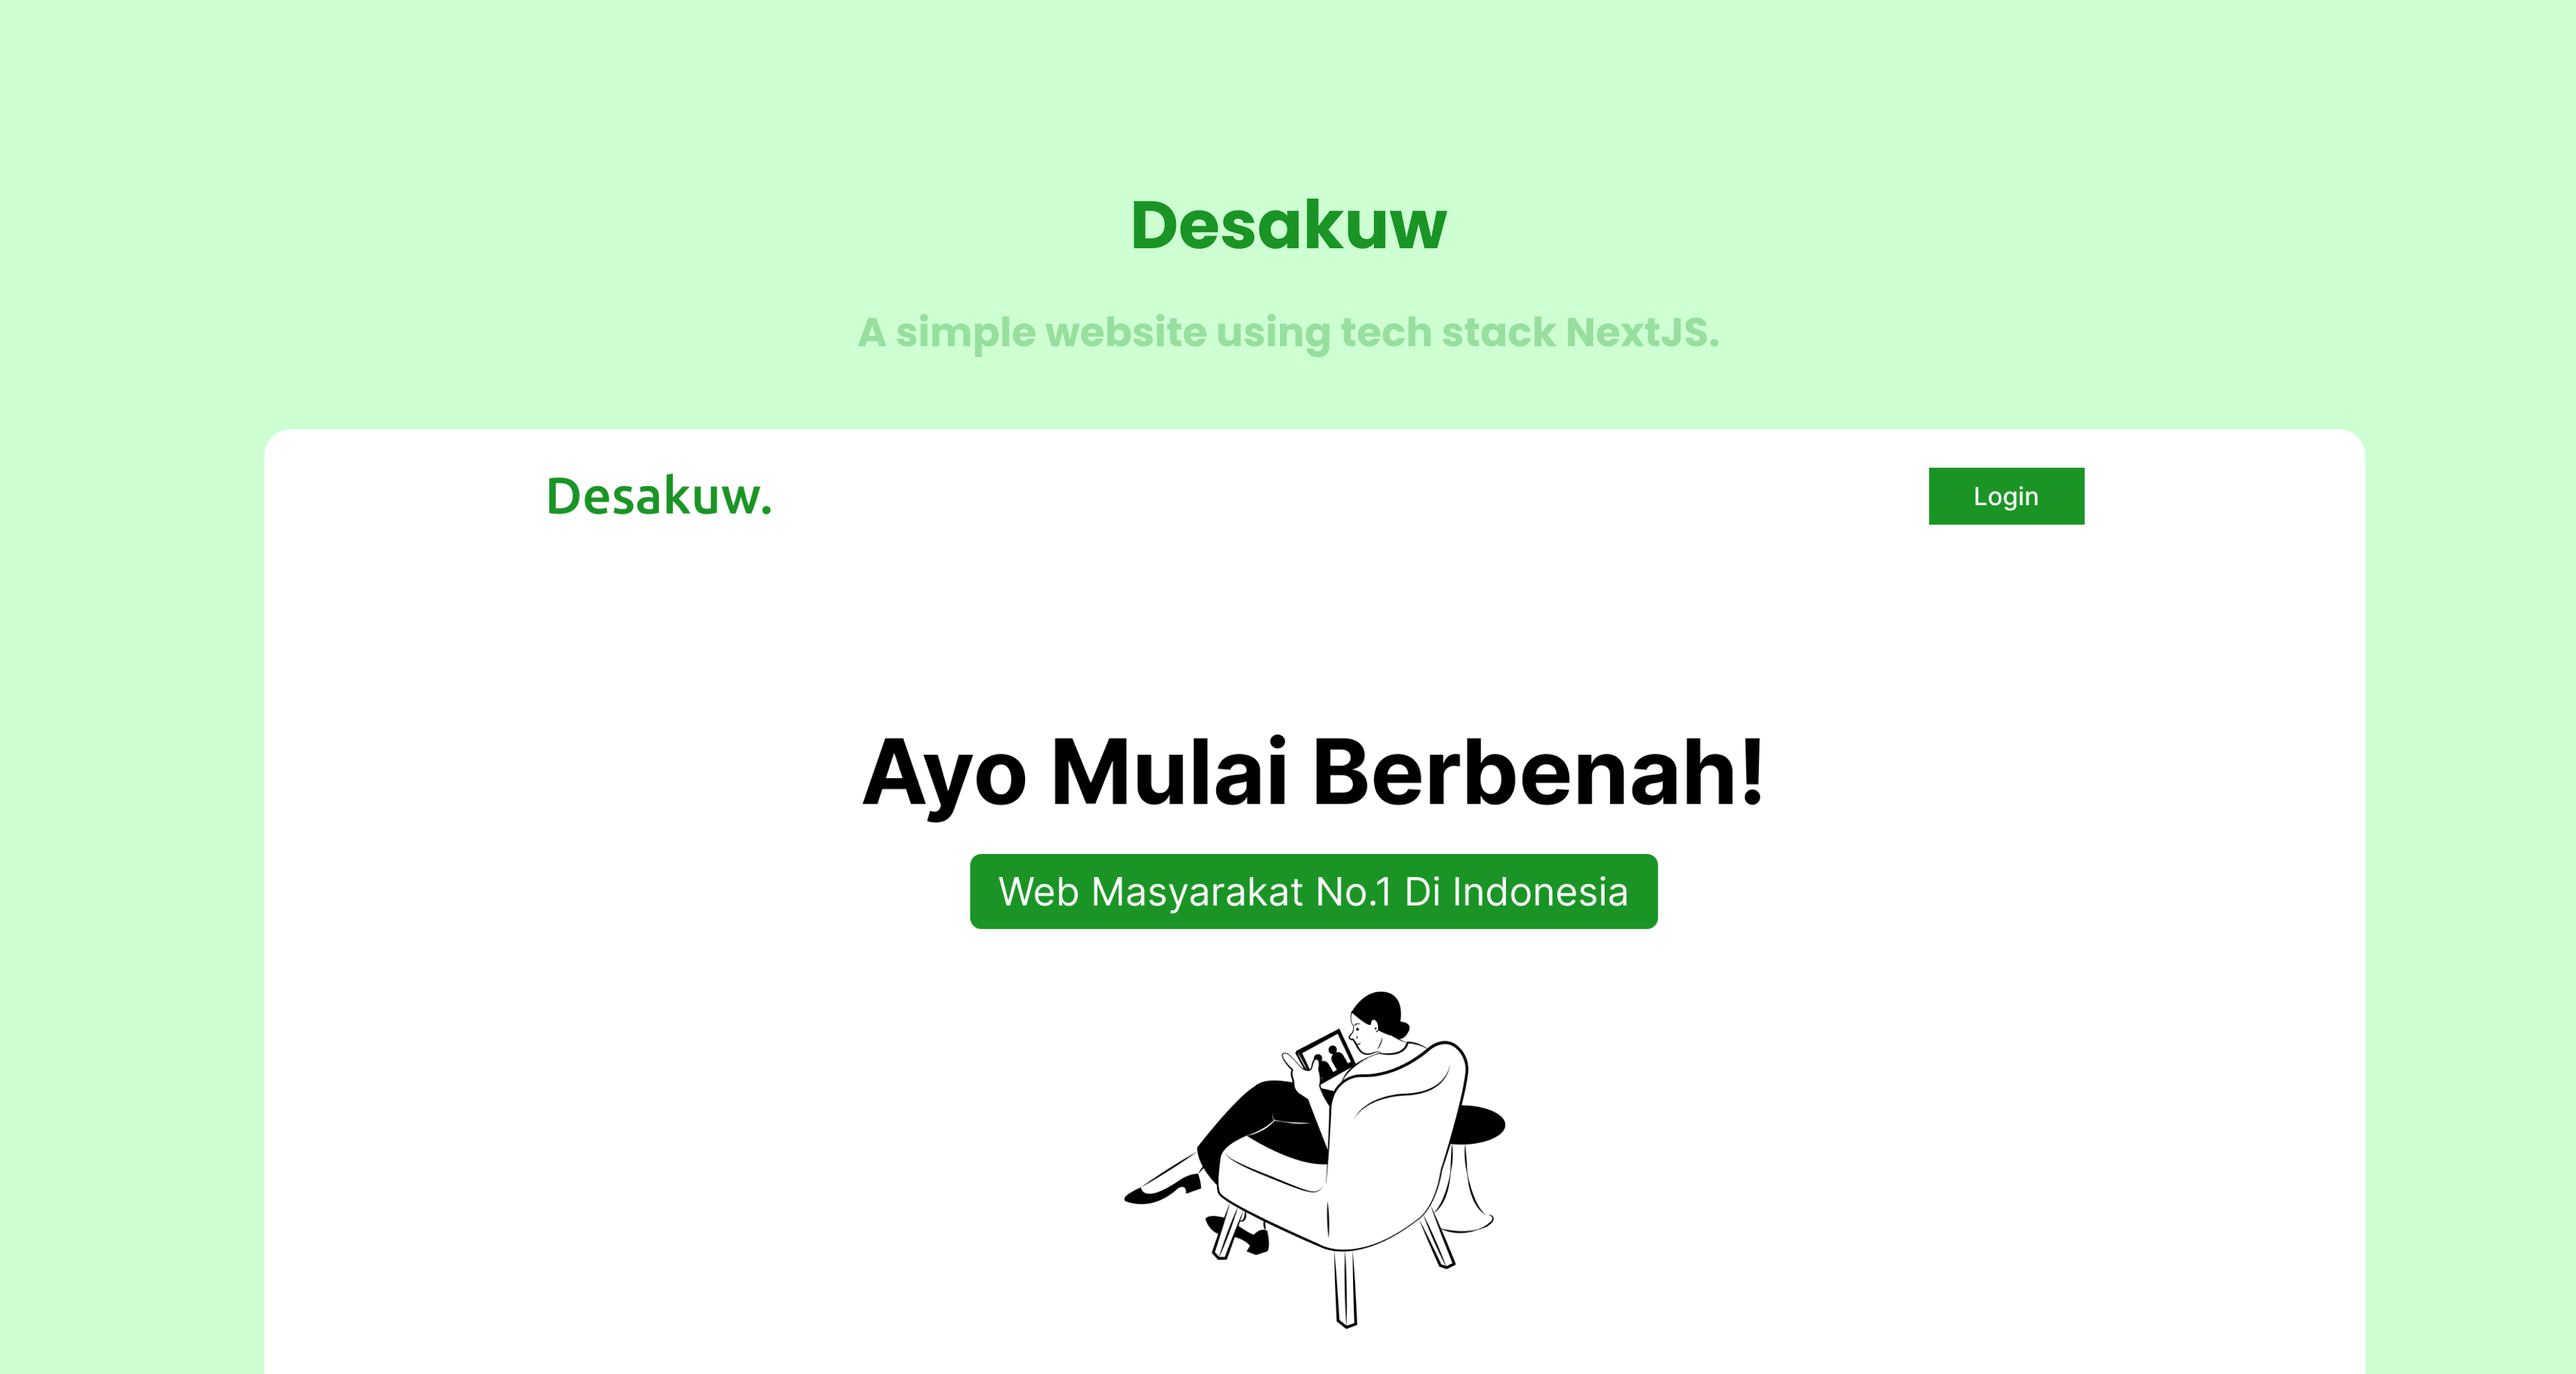 Desakuw
A simple website using tech stack NextJS.
Desakuw.
Login
Ayo Mulai Berbenah!
Web Masyarakat No.1 Di Indonesia